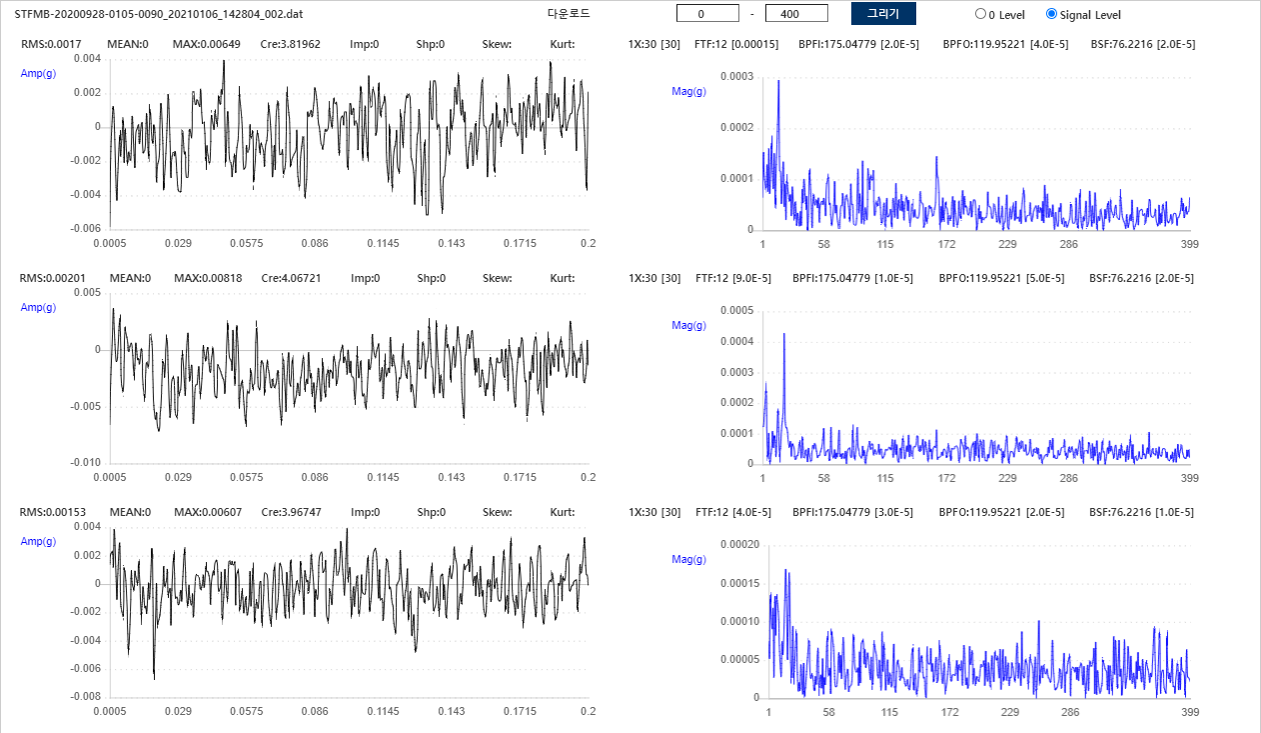 STFMB-20200928-0105-0090_20210106_142804_002.dat 다운로드 0 - 400 그리기 0 Level Signal Level
RMS:0.0017 MEAN:0 MAX:0.00649 Cre:3.81962 Imp:0 Shp:0 Skew: Kurt: 1X:30 [30] FTF:12 [0.00015] BPFI:175.04779 [2.0E-5] BPFO:119.95221 [4.0E-5] BSF:76.2216 [2.0E-5]
Amp(g)
0.004
0.002
0
-0.002
-0.004
-0.006
0.0005 0.029 0.0575 0.086 0.1145 0.143 0.1715 0.2
Mag(g)
0.0003
0.0002
0.0001
0
1 58 115 172 229 286 399
RMS:0.00201 MEAN:0 MAX:0.00818 Cre:4.06721 Imp:0 Shp:0 Skew: Kurt: 1X:30 [30] FTF:12 [9.0E-5] BPFI:175.04779 [1.0E-5] BPFO:119.95221 [5.0E-5] BSF:76.2216 [2.0E-5]
Amp(g)
0.005
0
-0.005
-0.010
0.0005 0.029 0.0575 0.086 0.1145 0.143 0.1715 0.2
Mag(g)
0.0005
0.0004
0.0003
0.0002
0.0001
0
1 58 115 172 229 286 399
RMS:0.00153 MEAN:0 MAX:0.00607 Cre:3.96747 Imp:0 Shp:0 Skew: Kurt: 1X:30 [30] FTF:12 [4.0E-5] BPFI:175.04779 [3.0E-5] BPFO:119.95221 [2.0E-5] BSF:76.2216 [1.0E-5]
Amp(g)
0.004
0.002
0
-0.002
-0.004
-0.006
-0.008
0.0005 0.029 0.0575 0.086 0.1145 0.143 0.1715 0.2
Mag(g)
0.00020
0.00015
0.00010
0.00005
0
1 58 115 172 229 286 399